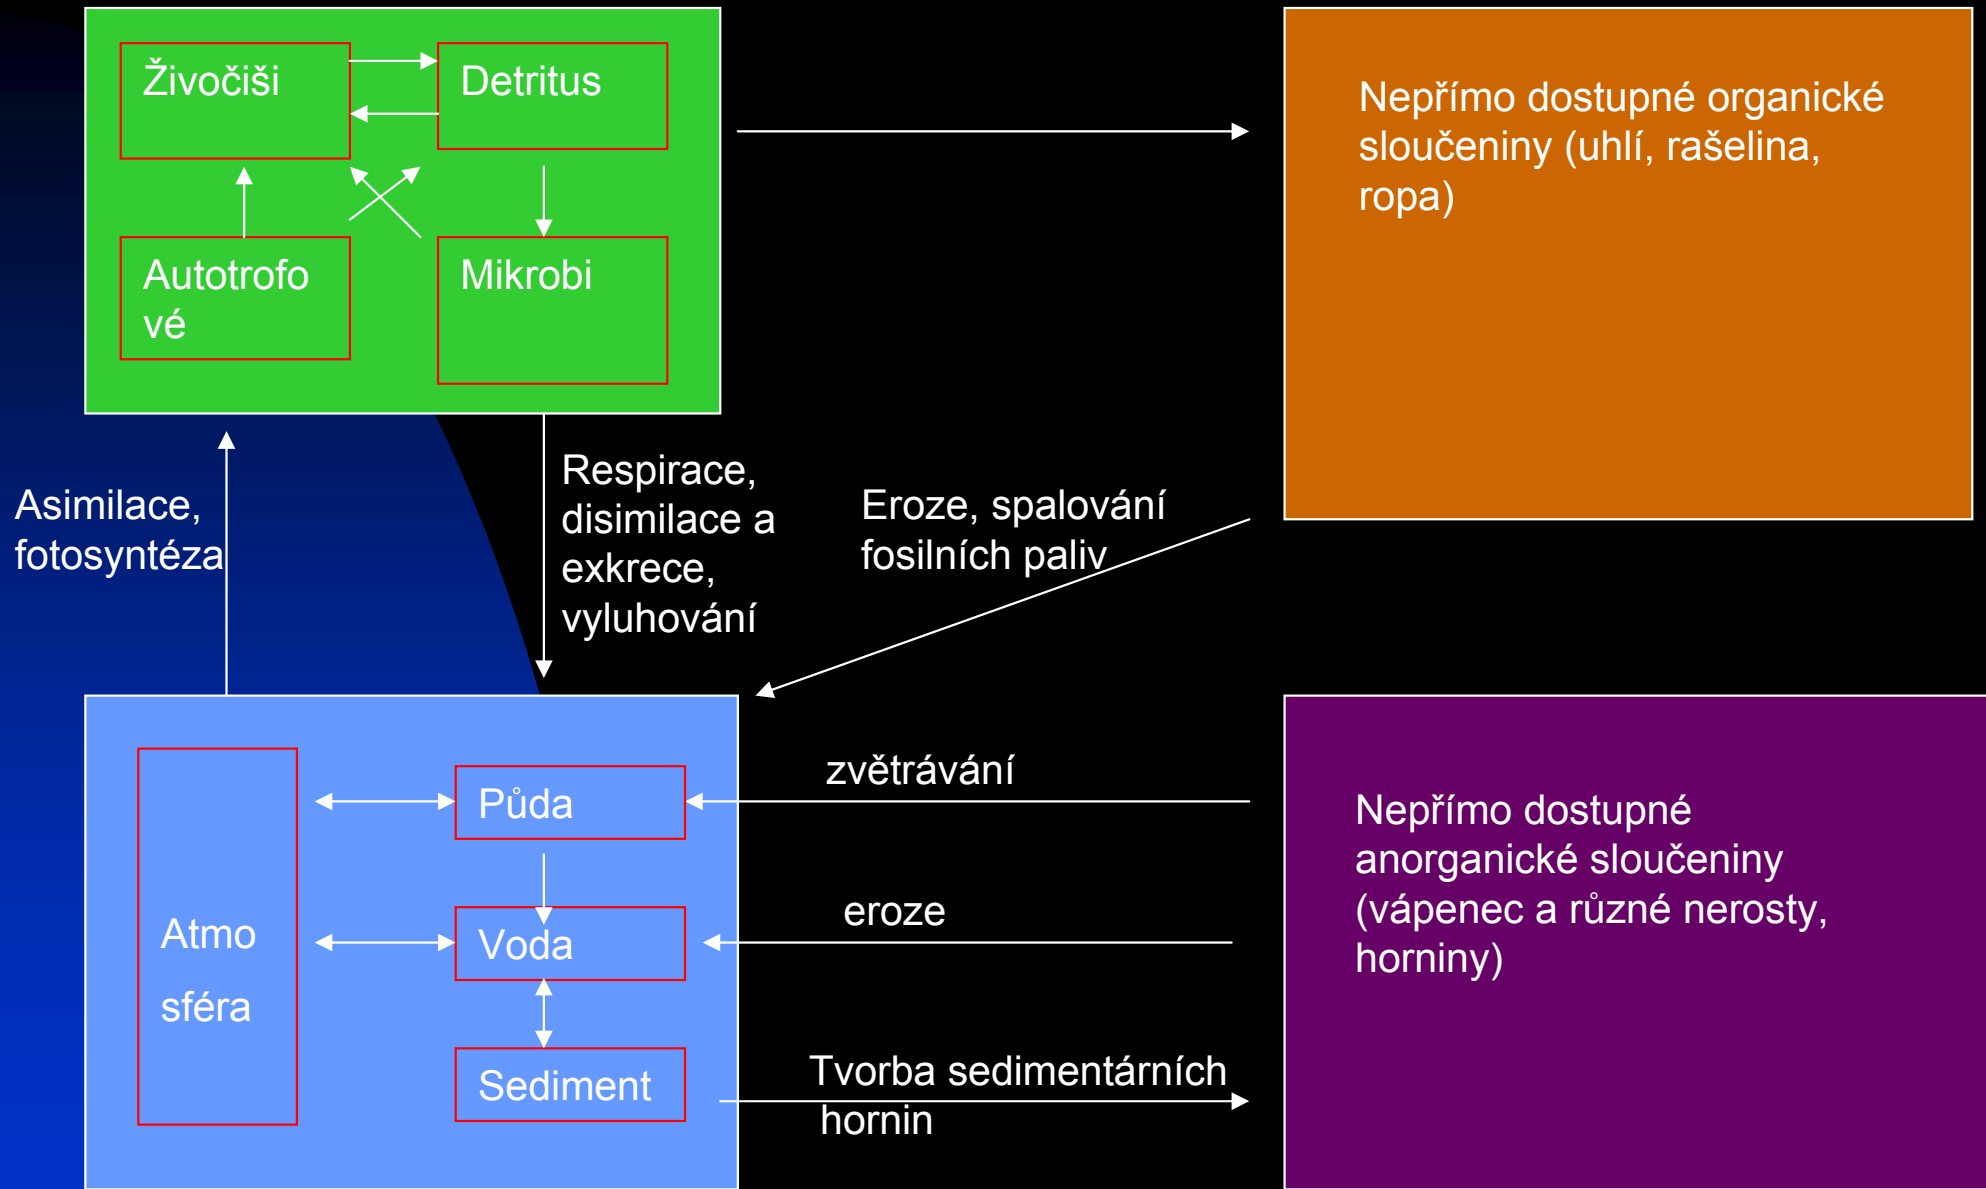 Živočiši
Detritus
Autotrofo
vé
Mikrobi
Nepřímo dostupné organické
sloučeniny (uhlí, rašelina,
ropa)
Asimilace,
fotosyntéza
Respirace,
disimilace a
exkrece,
vyluhování
Eroze, spalování
fosilních paliv
Atmo
sféra
Půda
Voda
Sediment
zvětrávání
eroze
Tvorba sedimentárních
hornin
Nepřímo dostupné
anorganické sloučeniny
(vápenec a různé nerosty,
horniny)